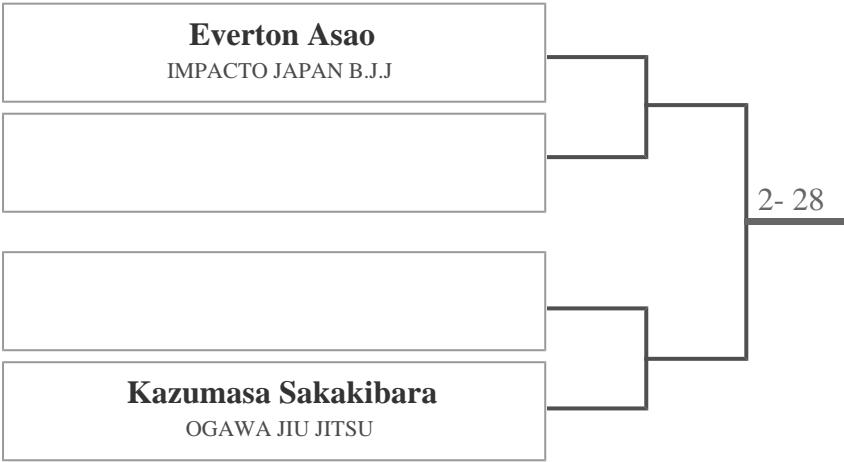 Everton Asao
IMPACTO JAPAN B.J.J
2- 28
Kazumasa Sakakibara
OGAWA JIU JITSU